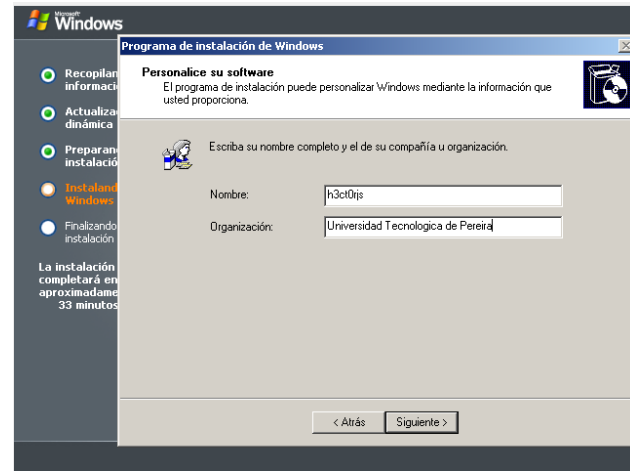 Microsoft
Windows
Programa de instalación de Windows
Recopilan
informaci
Actualiza
dinámica
Preparan
instalació
Instaland
Windows
Finalizando
instalación
La instalación
completará en
aproximadame
33 minutos
Personalice su software
El programa de instalación puede personalizar Windows mediante la información que
usted proporciona.
Escriba su nombre completo y el de su compañía u organización.
Nombre:
h3ct0rjs
Organización:
Universidad Tecnologica de Pereira
< Atrás
Siguiente >